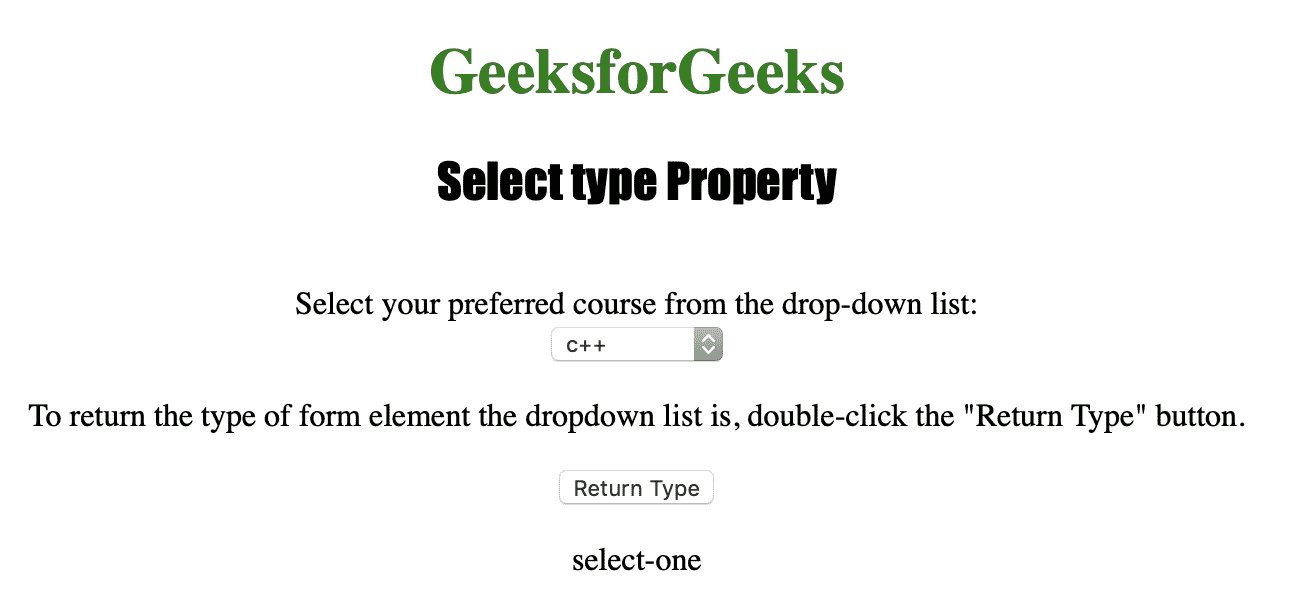 GeeksforGeeks
Select type Property
Select your preferred course from the drop-down list:
c++
To return the type of form element the dropdown list is, double-click the "Return Type" button.
Return Type
select-one